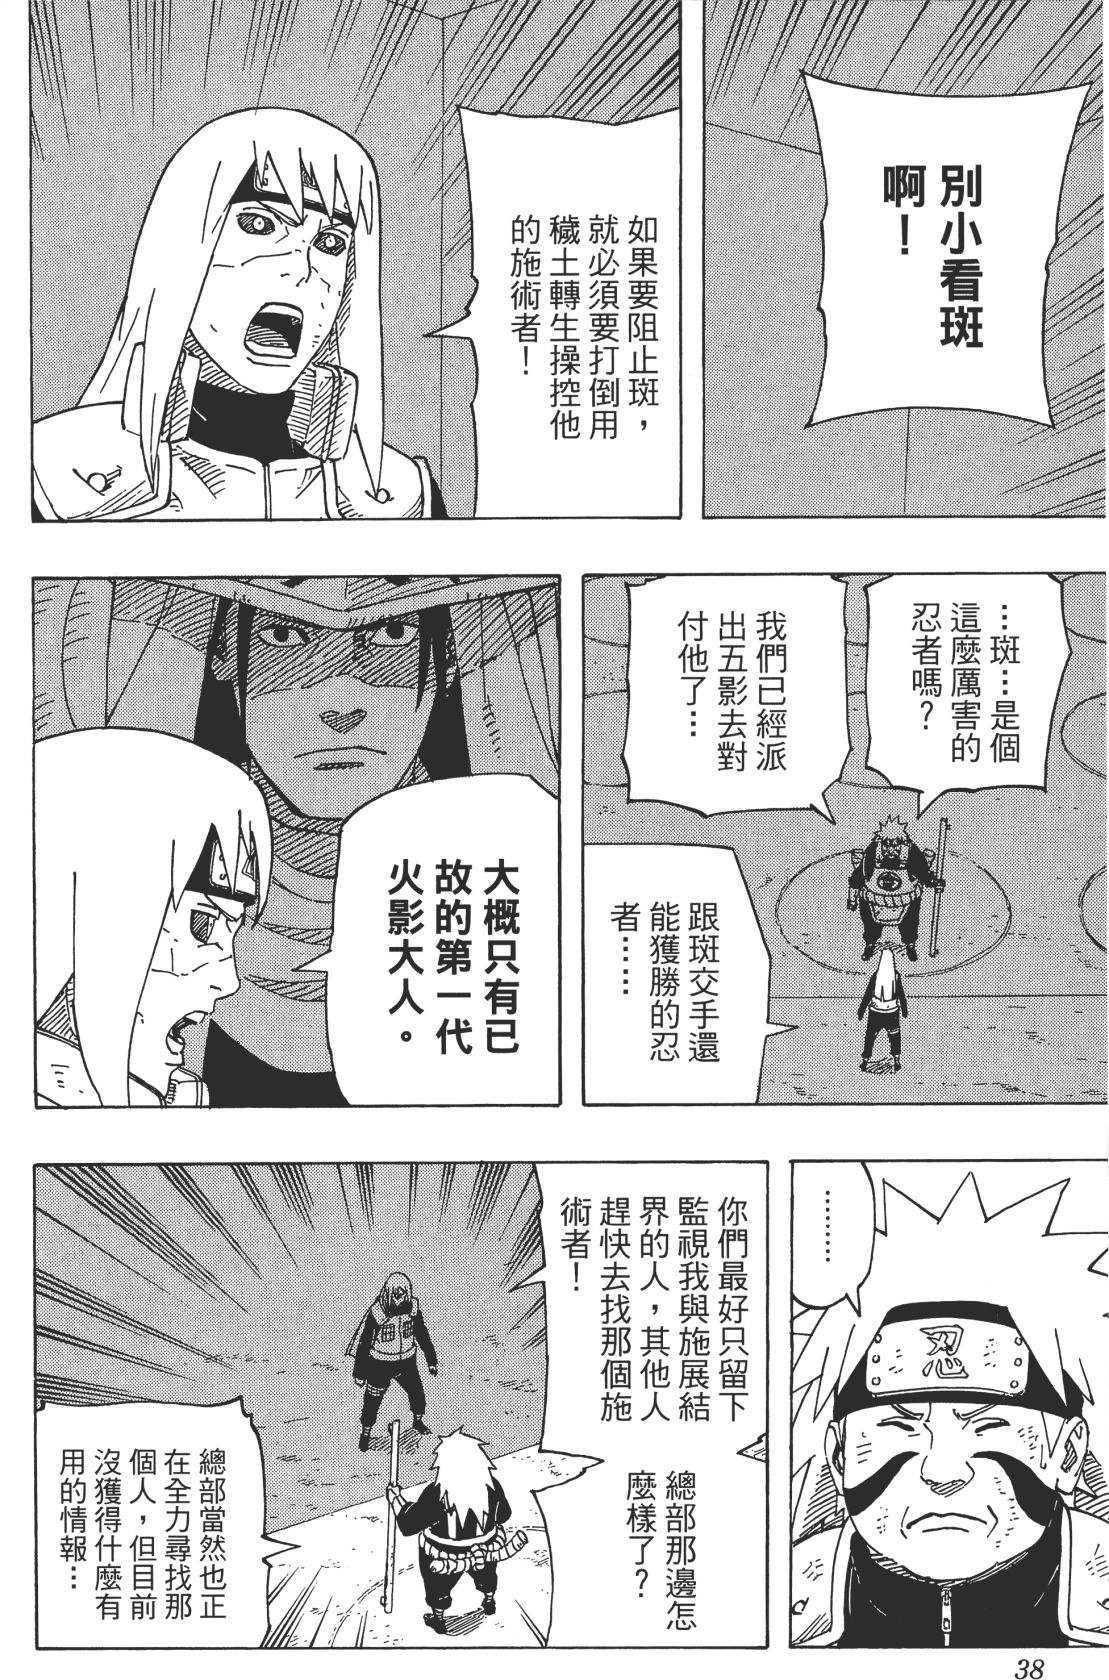 別小看斑
啊！
如果要阻止斑，
就必須要打倒用
穢土轉生操控他
的施術者！
…斑…是個
這麼厲害的
忍者嗎？
我們已經派
出五影去對
付他了…
跟斑交手還
能獲勝的忍
者……
大概只有已
故的第一代
火影大人。
………
忍
你們最好只留下
監視我與施展結
界的人，其他人
趕快去找那個施
術者！
總部那邊怎
麼樣了？
總部當然也正
在全力尋找那
個人，但目前
沒獲得什麼有
用的情報…
38